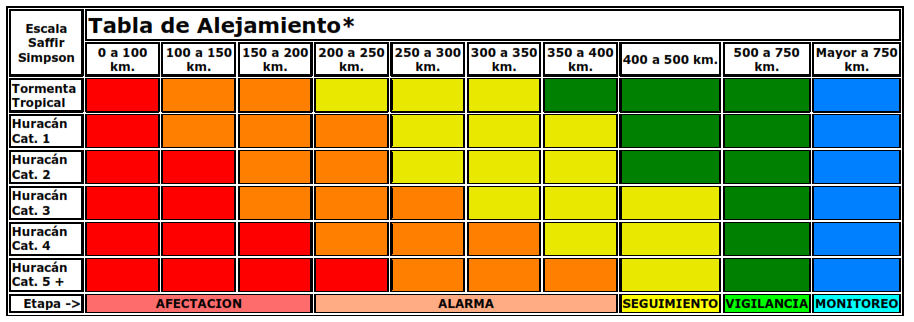 Escala
Saffir
Simpson
Tabla de Alejamiento*
0 a 100
km.
100 a 150
km.
150 a 200
km.
200 a 250
km.
250 a 300
km.
300 a 350
km.
350 a 400
km.
400 a 500 km.
500 a 750
km.
Mayor a 750
km.
Tormenta
Tropical
Huracán
Cat. 1
Huracán
Cat. 2
Huracán
Cat. 3
Huracán
Cat. 4
Huracán
Cat. 5 +
Etapa ->
AFECTACION
ALARMA
SEGUIMIENTO
VIGILANCIA
MONITOREO